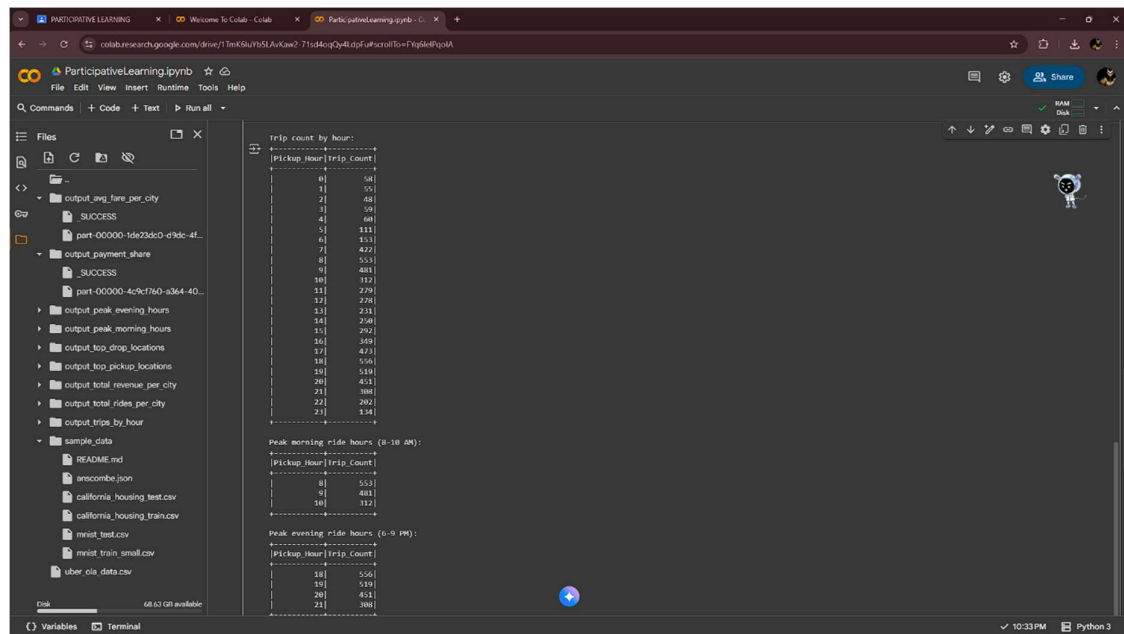 PARTICIPATIVE LEARNING
Welcome To Colab - Colab
ParticipativeLearning.ipynb - Co
colab.research.google.com/drive/
ParticipativeLearning.ipynb
File Edit View Insert Runtime Tools Help
Share
Commands + Code + Text Run all
RAM
Disk
Files
..
output_avg_fare_per_city
_SUCCESS
part-00000-1de23dc0-d9dc-4f...
output_payment_share
_SUCCESS
part-00000-4c9cf760-a364-40...
output_peak_evening_hours
output_peak_morning_hours
output_top_drop_locations
output_top_pickup_locations
output_total_revenue_per_city
output_total_rides_per_city
output_trips_by_hour
sample_data
README.md
anscombe.json
california_housing_test.csv
california_housing_train.csv
mnist_test.csv
mnist_train_small.csv
uber_ola_data.csv
Disk 68.63 GB available
Trip count by hour:
+-----------+----------+
|Pickup_Hour|Trip_Count|
+-----------+----------+
| 0| 58|
| 1| 55|
| 2| 48|
| 3| 59|
| 4| 60|
| 5| 111|
| 6| 153|
| 7| 422|
| 8| 553|
| 9| 481|
| 10| 312|
| 11| 279|
| 12| 278|
| 13| 231|
| 14| 250|
| 15| 292|
| 16| 349|
| 17| 473|
| 18| 556|
| 19| 519|
| 20| 451|
| 21| 308|
| 22| 202|
| 23| 134|
+-----------+----------+
Peak morning ride hours (8-10 AM):
+-----------+----------+
|Pickup_Hour|Trip_Count|
+-----------+----------+
| 8| 553|
| 9| 481|
| 10| 312|
+-----------+----------+
Peak evening ride hours (6-9 PM):
+-----------+----------+
|Pickup_Hour|Trip_Count|
+-----------+----------+
| 18| 556|
| 19| 519|
| 20| 451|
| 21| 308|
+-----------+----------+
{} Variables Terminal
10:33 PM Python 3